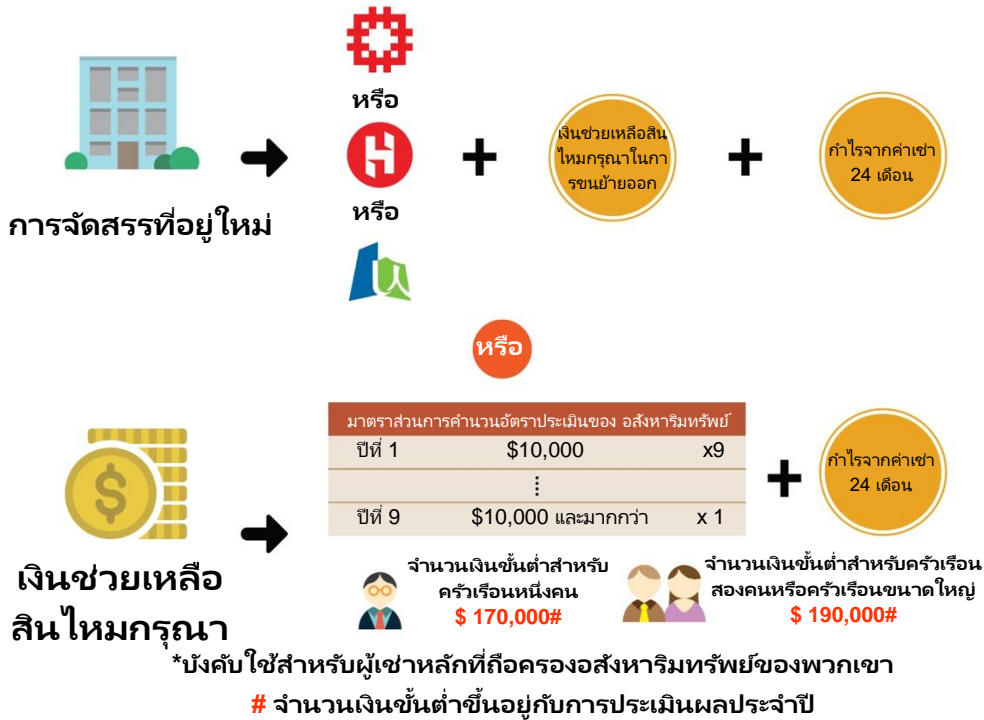 หรือ
หรือ
การจัดสรรที่อยู่ใหม่
เงินช่วยเหลือสิน
ไหมกรุณาในกา
รขนย้ายออก
กำไรจากค่าเช่า
24 เดือน
หรือ
มาตราส่วนการคำนวนอัตราประเมินของ อสังหาริมทรัพย์
ปีที่ 1 $10,000 x9
ปีที่ 9 $10,000 และมากกว่า x 1
กำไรจากค่าเช่า
24 เดือน
เงินช่วยเหลือ
สินไหมกรุณา
จำนวนเงินขั้นต่ำสำหรับ
ครัวเรือนหนึ่งคน
$ 170,000#
จำนวนเงินขั้นต่ำสำหรับครัวเรือน
สองคนหรือครัวเรือนขนาดใหญ่
$ 190,000#
*บังคับใช้สำหรับผู้เช่าหลักที่ถือครองอสังหาริมทรัพย์ของพวกเขา
# จำนวนเงินขั้นต่ำขึ้นอยู่กับการประเมินผลประจำปี